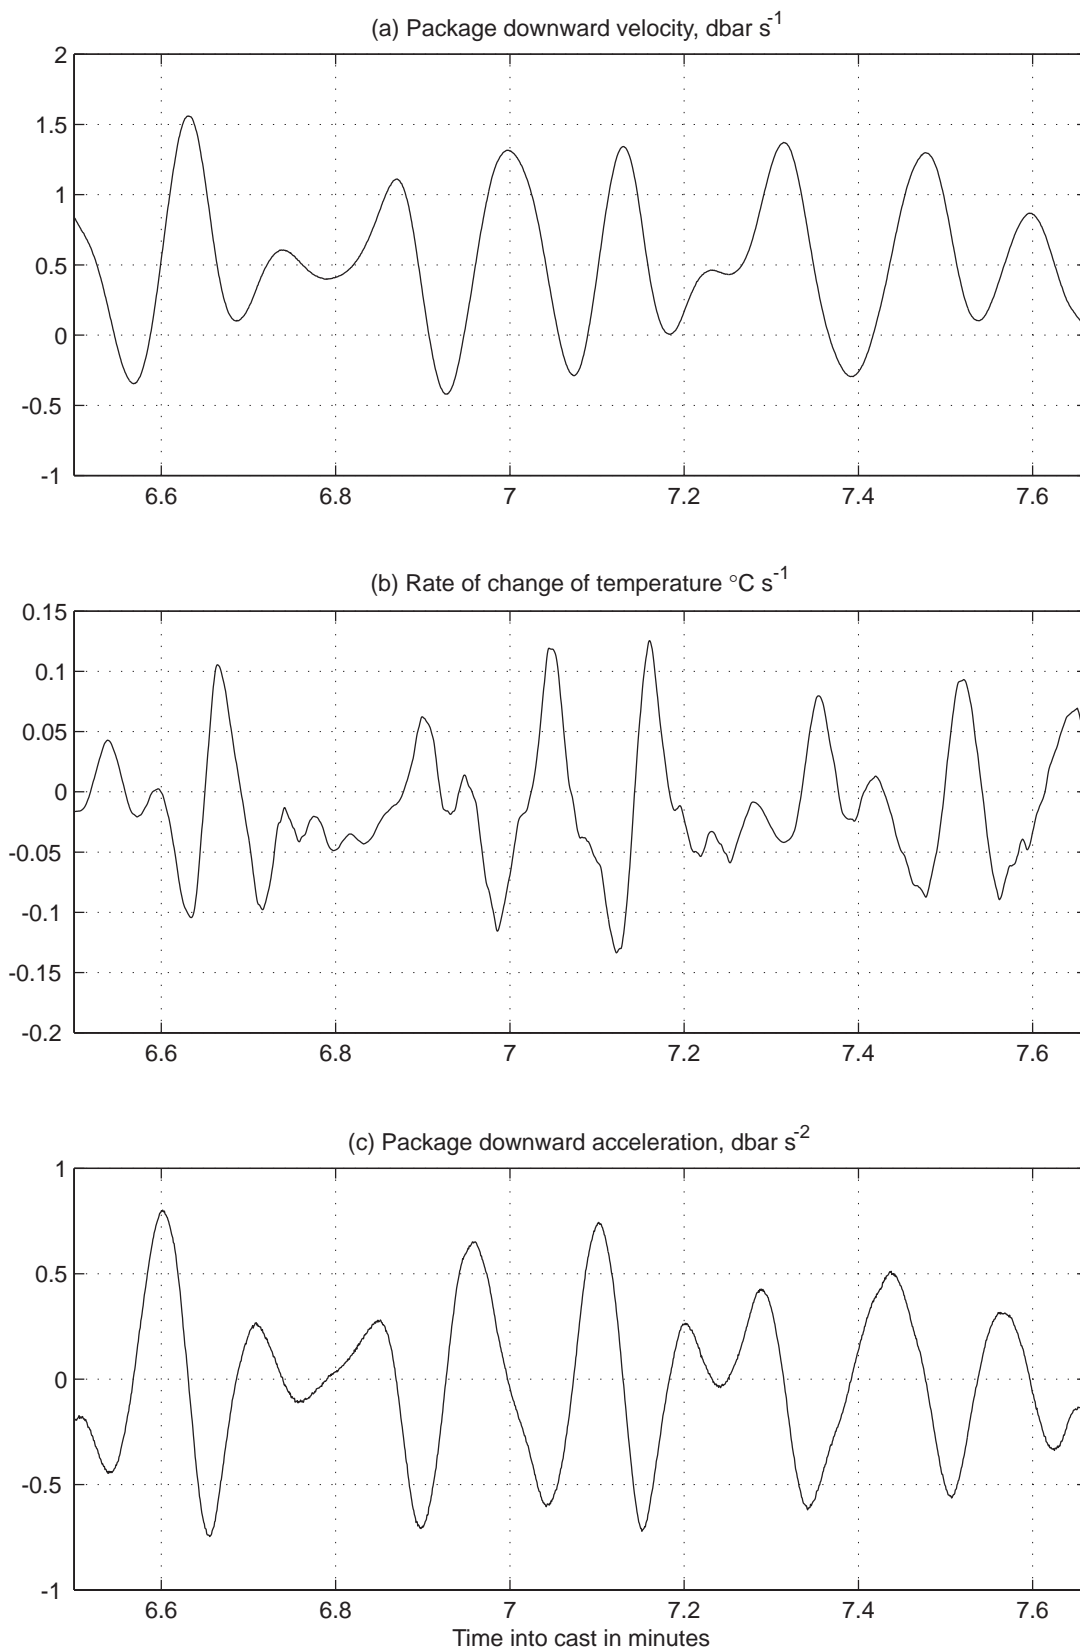 (a) Package downward velocity, dbar s-1
2
1.5
1
0.5
0
-0.5
-1
6.6 6.8 7 7.2 7.4 7.6
(b) Rate of change of temperature °C s-1
0.15
0.1
0.05
0
-0.05
-0.1
-0.15
-0.2
6.6 6.8 7 7.2 7.4 7.6
(c) Package downward acceleration, dbar s-2
1
0.5
0
-0.5
-1
6.6 6.8 7 7.2 7.4 7.6
Time into cast in minutes